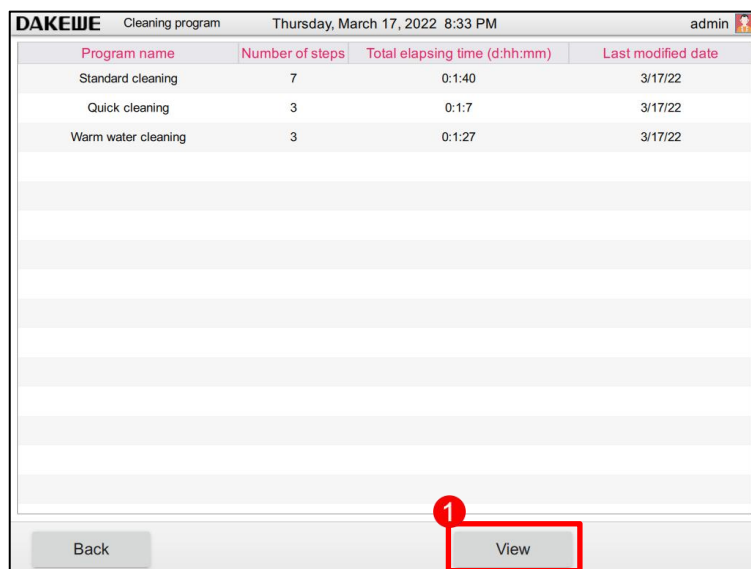 DAKEWE Cleaning program Thursday, March 17, 2022 8:33 PM admin
Program name Number of steps Total elapsing time (d:hh:mm) Last modified date
Standard cleaning 7 0:1:40 3/17/22
Quick cleaning 3 0:1:7 3/17/22
Warm water cleaning 3 0:1:27 3/17/22
1
Back View